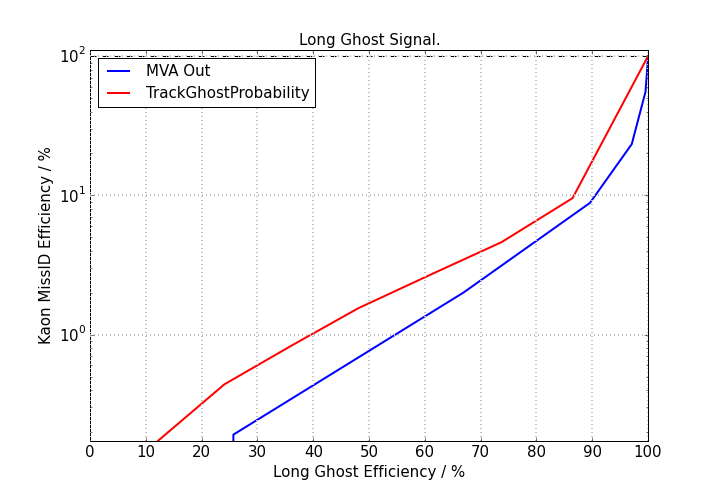 Long Ghost Signal.
MVA Out
TrackGhostProbability
Kaon MissID Efficiency / %
10²
10¹
10⁰
0 10 20 30 40 50 60 70 80 90 100
Long Ghost Efficiency / %